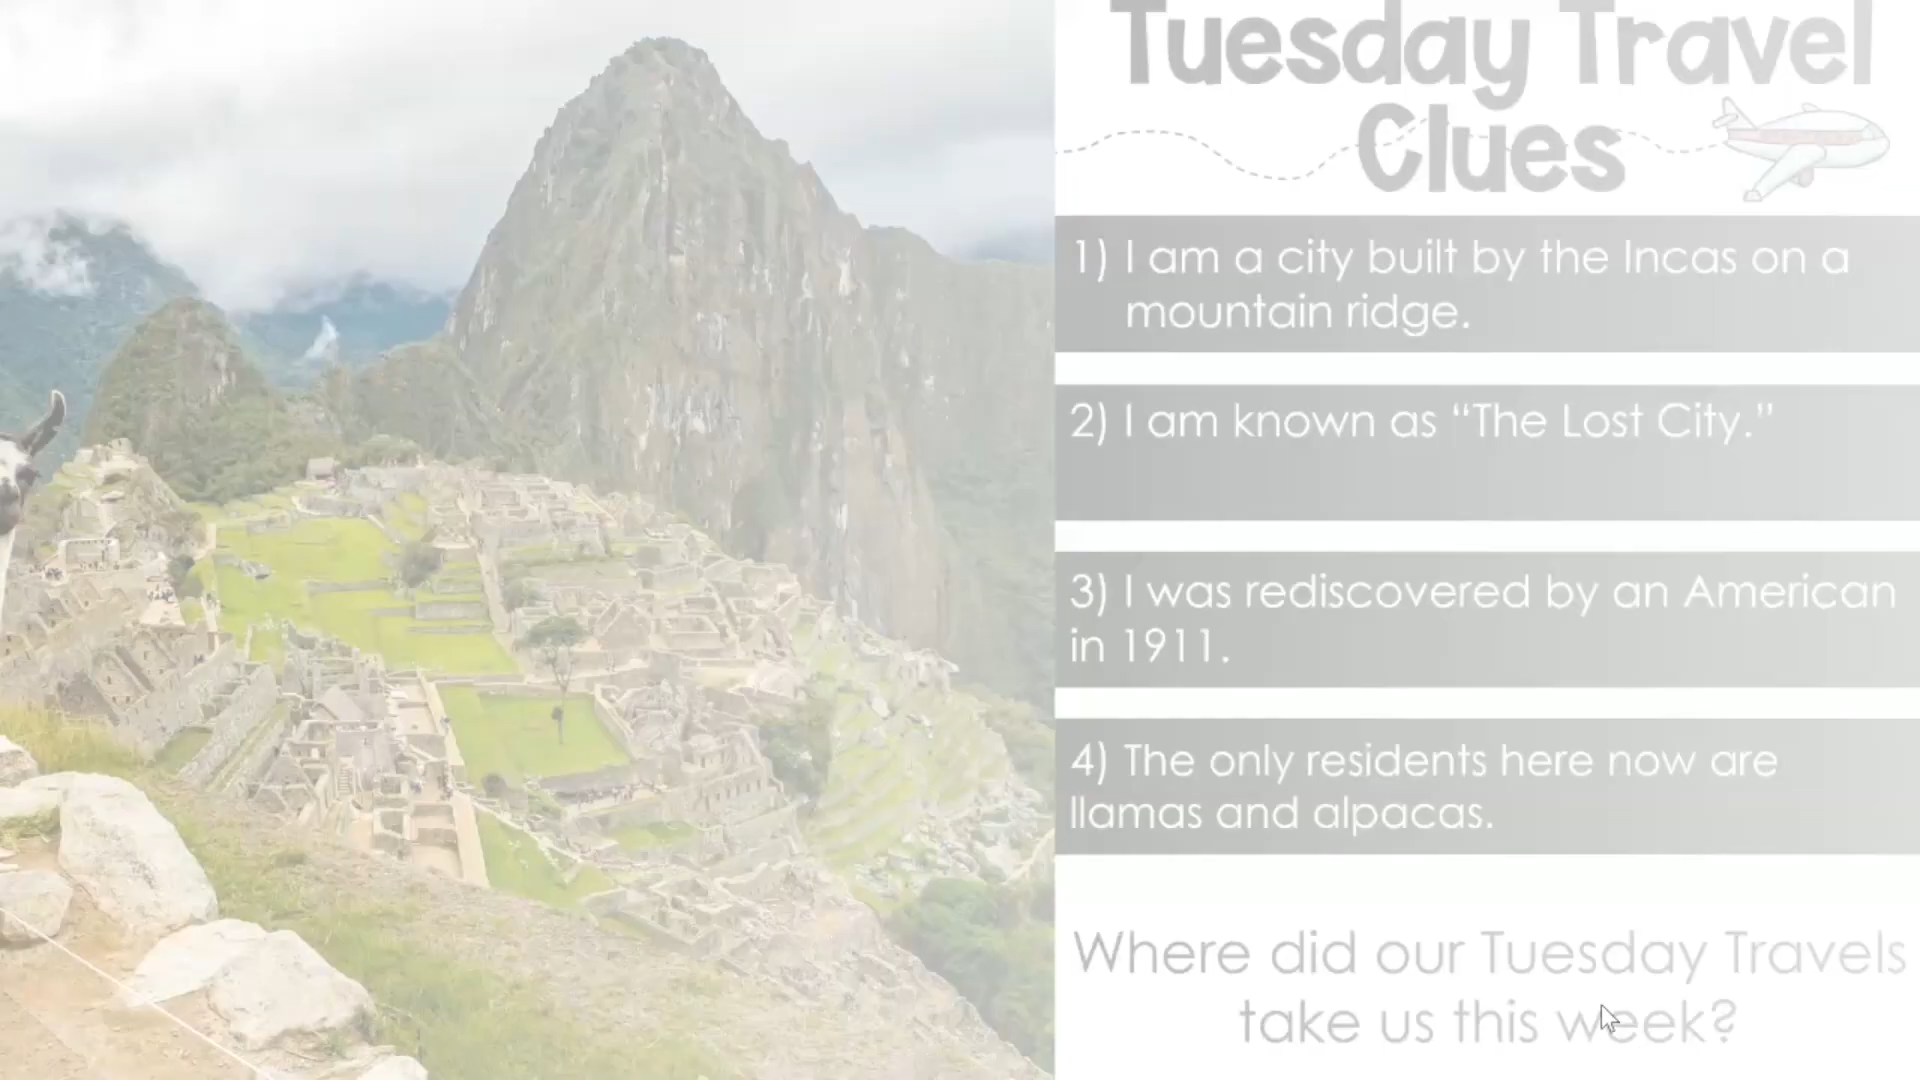 Tuesday Travel
Clues
1) I am a city built by the Incas on a
mountain ridge.
2) I am known as “The Lost City.”
3) I was rediscovered by an American
in 1911.
4) The only residents here now are
llamas and alpacas.
Where did our Tuesday Travels
take us this week?